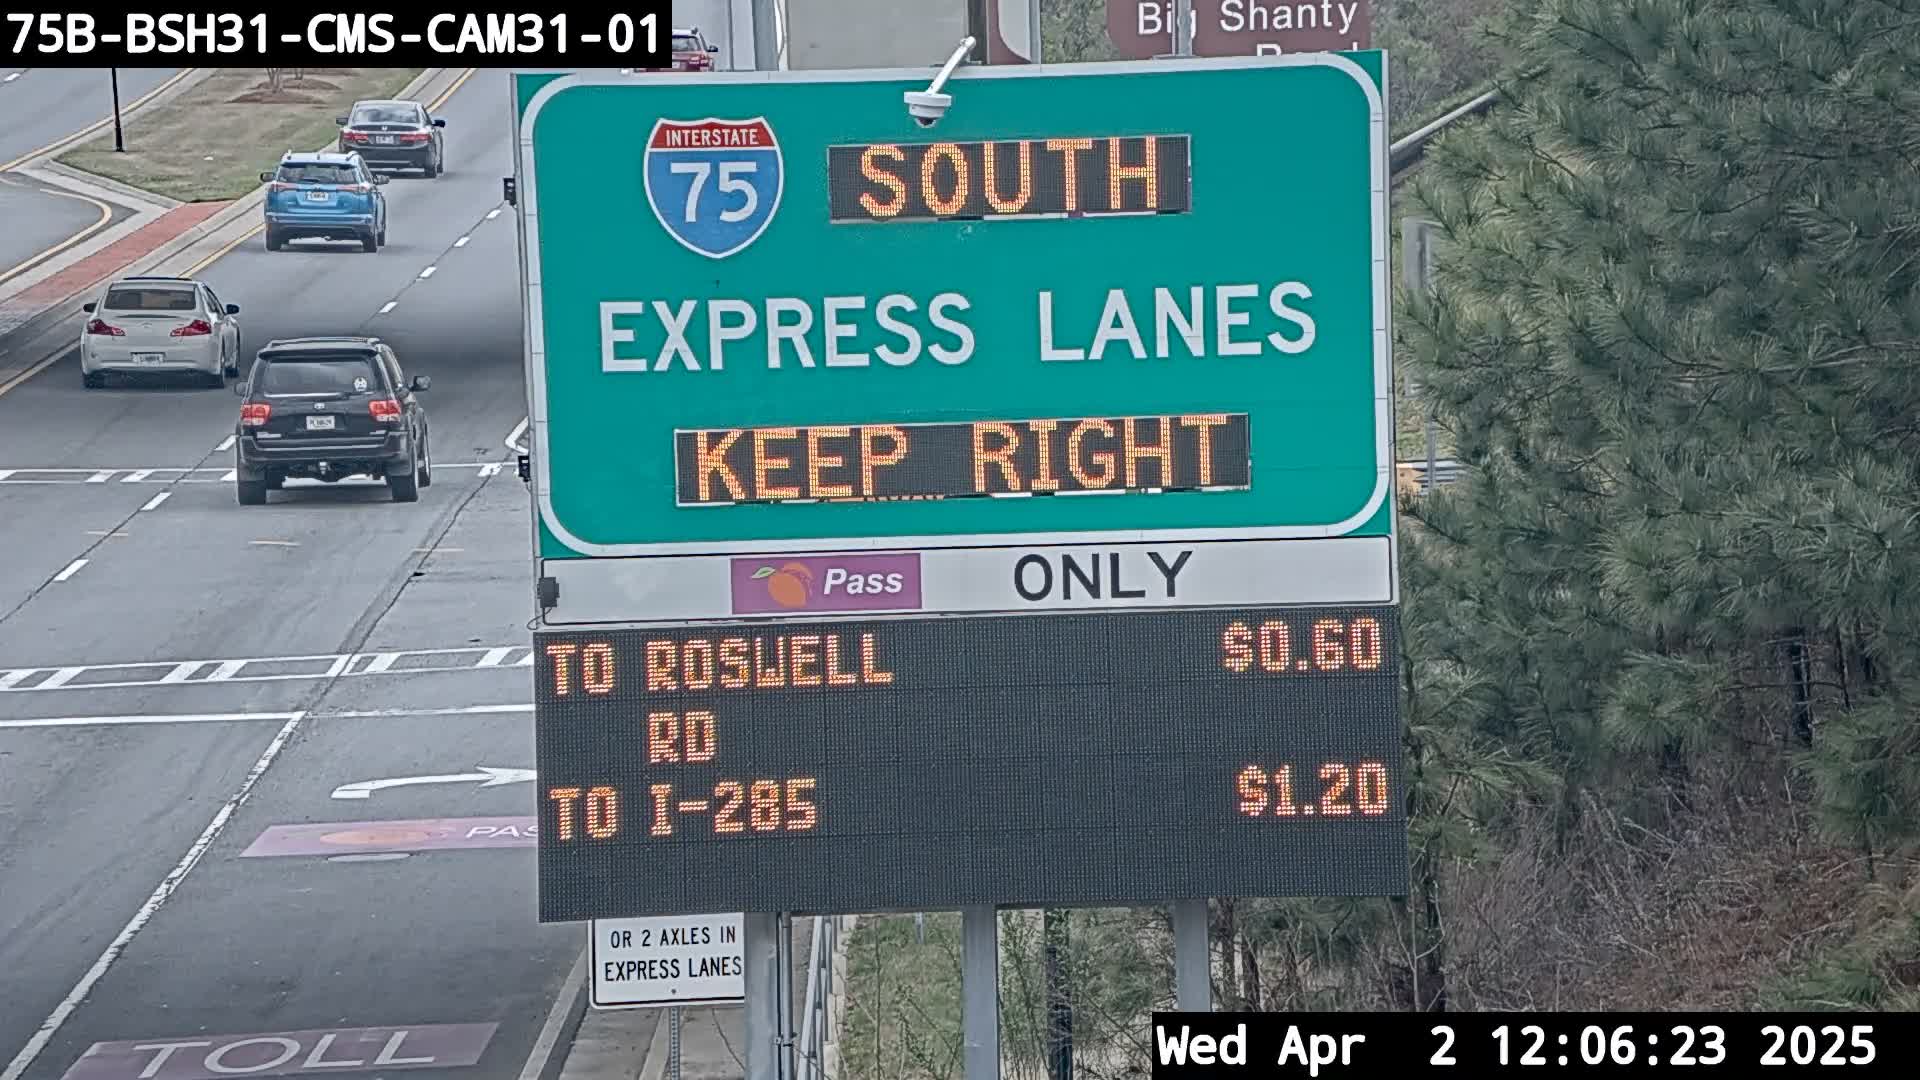 75B-BSH31-CMS-CAM31-01
Big Shanty
Road
INTERSTATE
75
SOUTH
EXPRESS LANES
KEEP RIGHT
Pass
ONLY
TO ROSWELL $0.60
RD
TO I-285 $1.20
PAS
OR 2 AXLES IN
EXPRESS LANES
TOLL
Wed Apr 2 12:06:23 2025